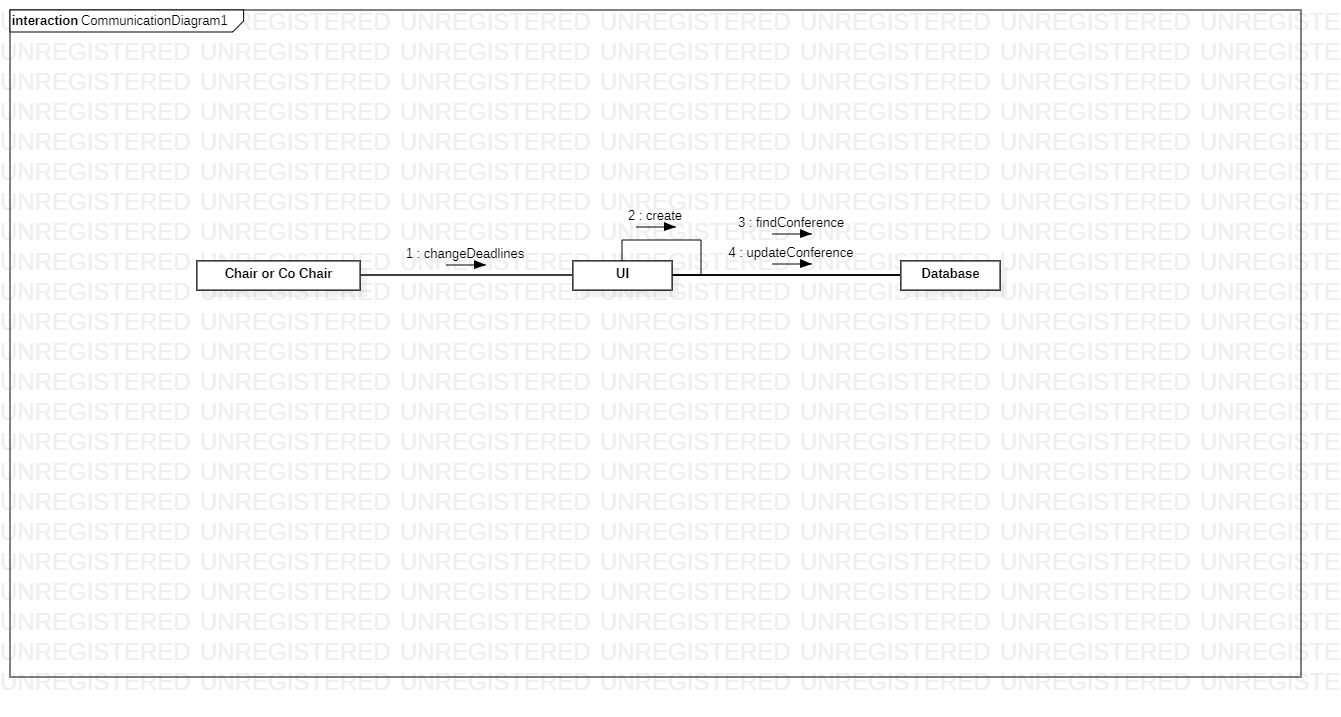 interaction CommunicationDiagram1
2 : create
3 : findConference
1 : changeDeadlines
4 : updateConference
Chair or Co Chair
UI
Database
UNREGISTERED UNREGISTERED UNREGISTERED UNREGISTERED UNREGISTERED UNREGISTERED